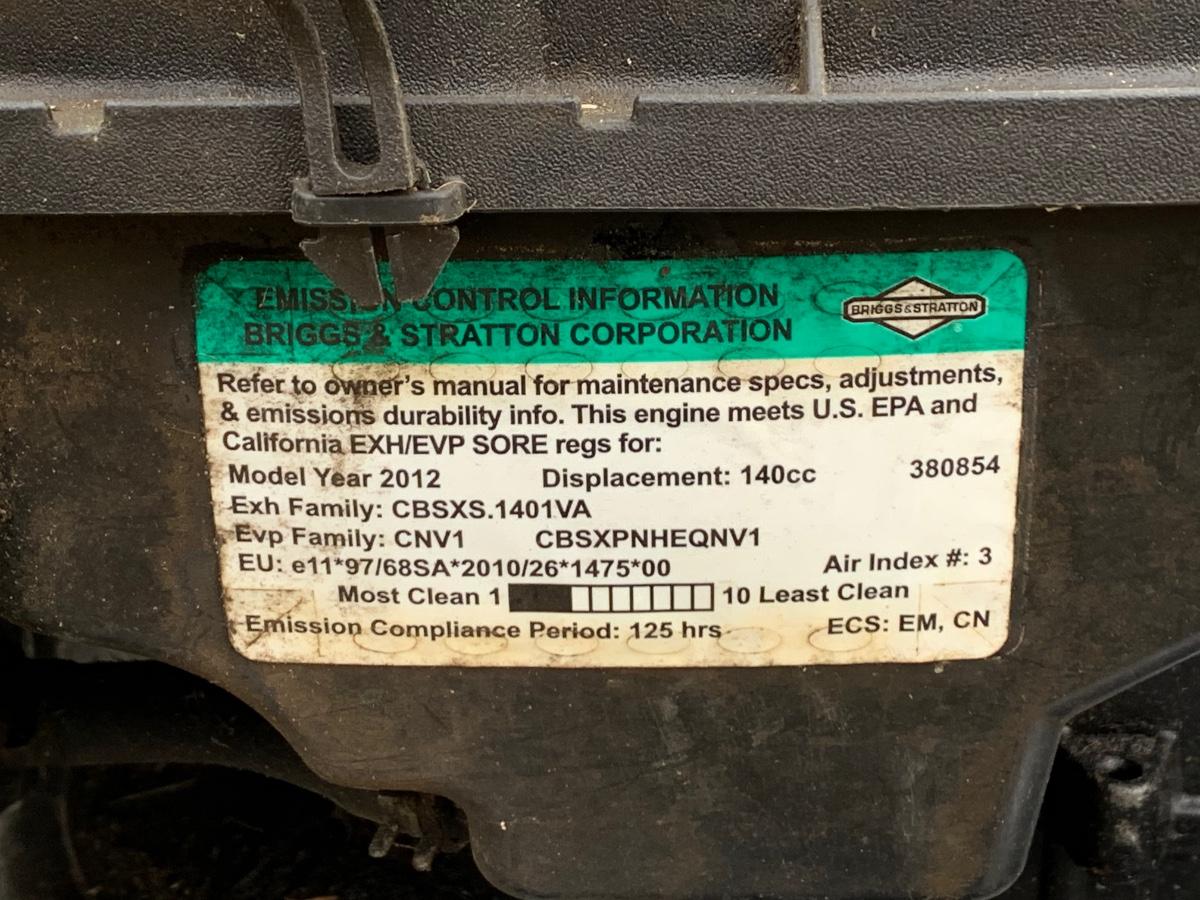 EMISSION CONTROL INFORMATION
BRIGGS & STRATTON CORPORATION
BRIGGS&STRATTON
®
Refer to owner's manual for maintenance specs, adjustments,
& emissions durability info. This engine meets U.S. EPA and
California EXH/EVP SORE regs for:
Model Year 2012 Displacement: 140cc 380854
Exh Family: CBSXS.1401VA
Evp Family: CNV1 CBSXPNHEQNV1
EU: e11*97/68SA*2010/26*1475*00 Air Index #: 3
Most Clean 1 10 Least Clean
Emission Compliance Period: 125 hrs ECS: EM, CN